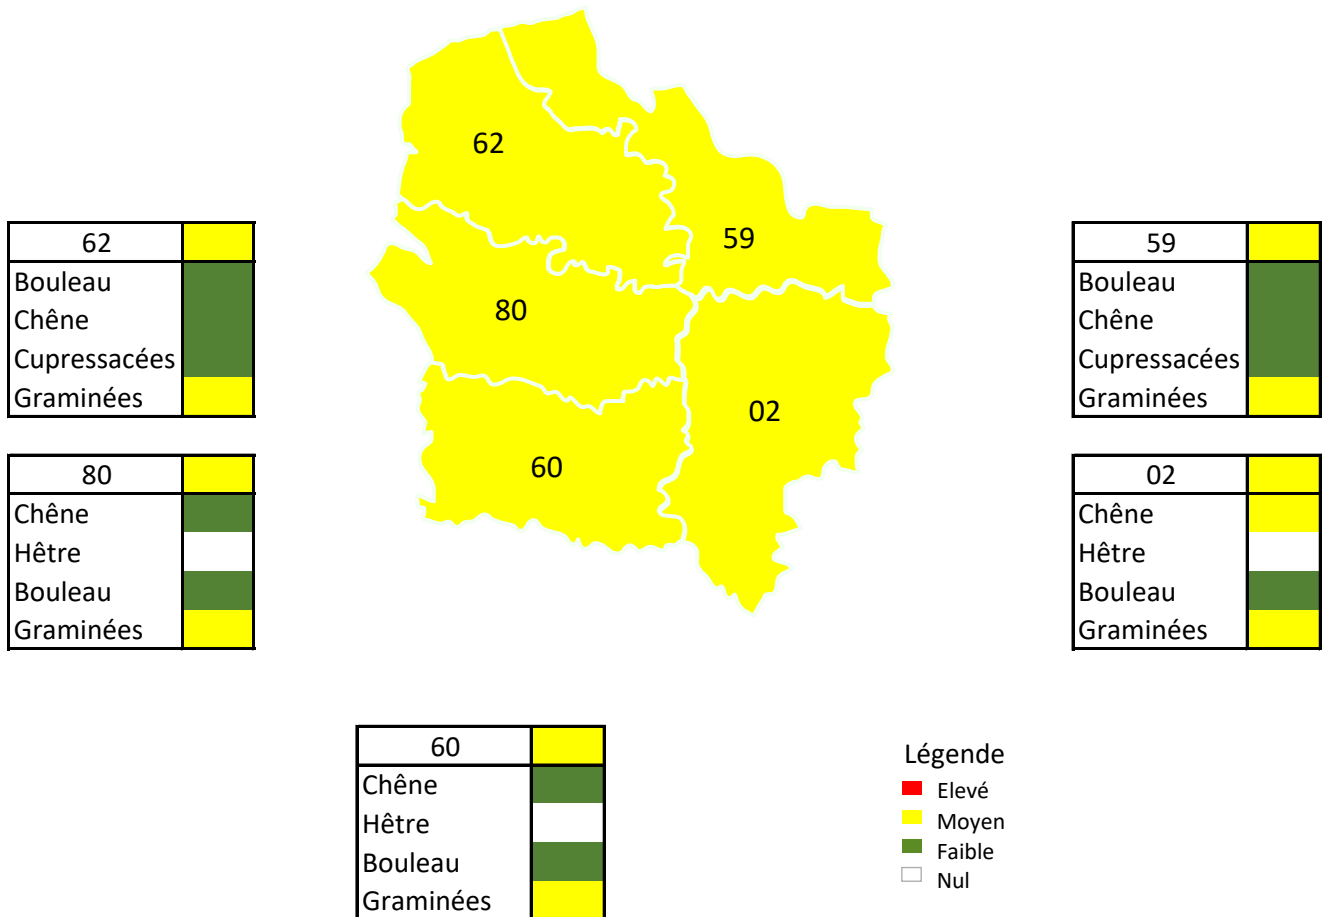 62
59
80
02
60
62
Bouleau
Chêne
Cupressacées
Graminées
59
Bouleau
Chêne
Cupressacées
Graminées
80
Chêne
Hêtre
Bouleau
Graminées
02
Chêne
Hêtre
Bouleau
Graminées
60
Chêne
Hêtre
Bouleau
Graminées
Légende
Elevé
Moyen
Faible
Nul